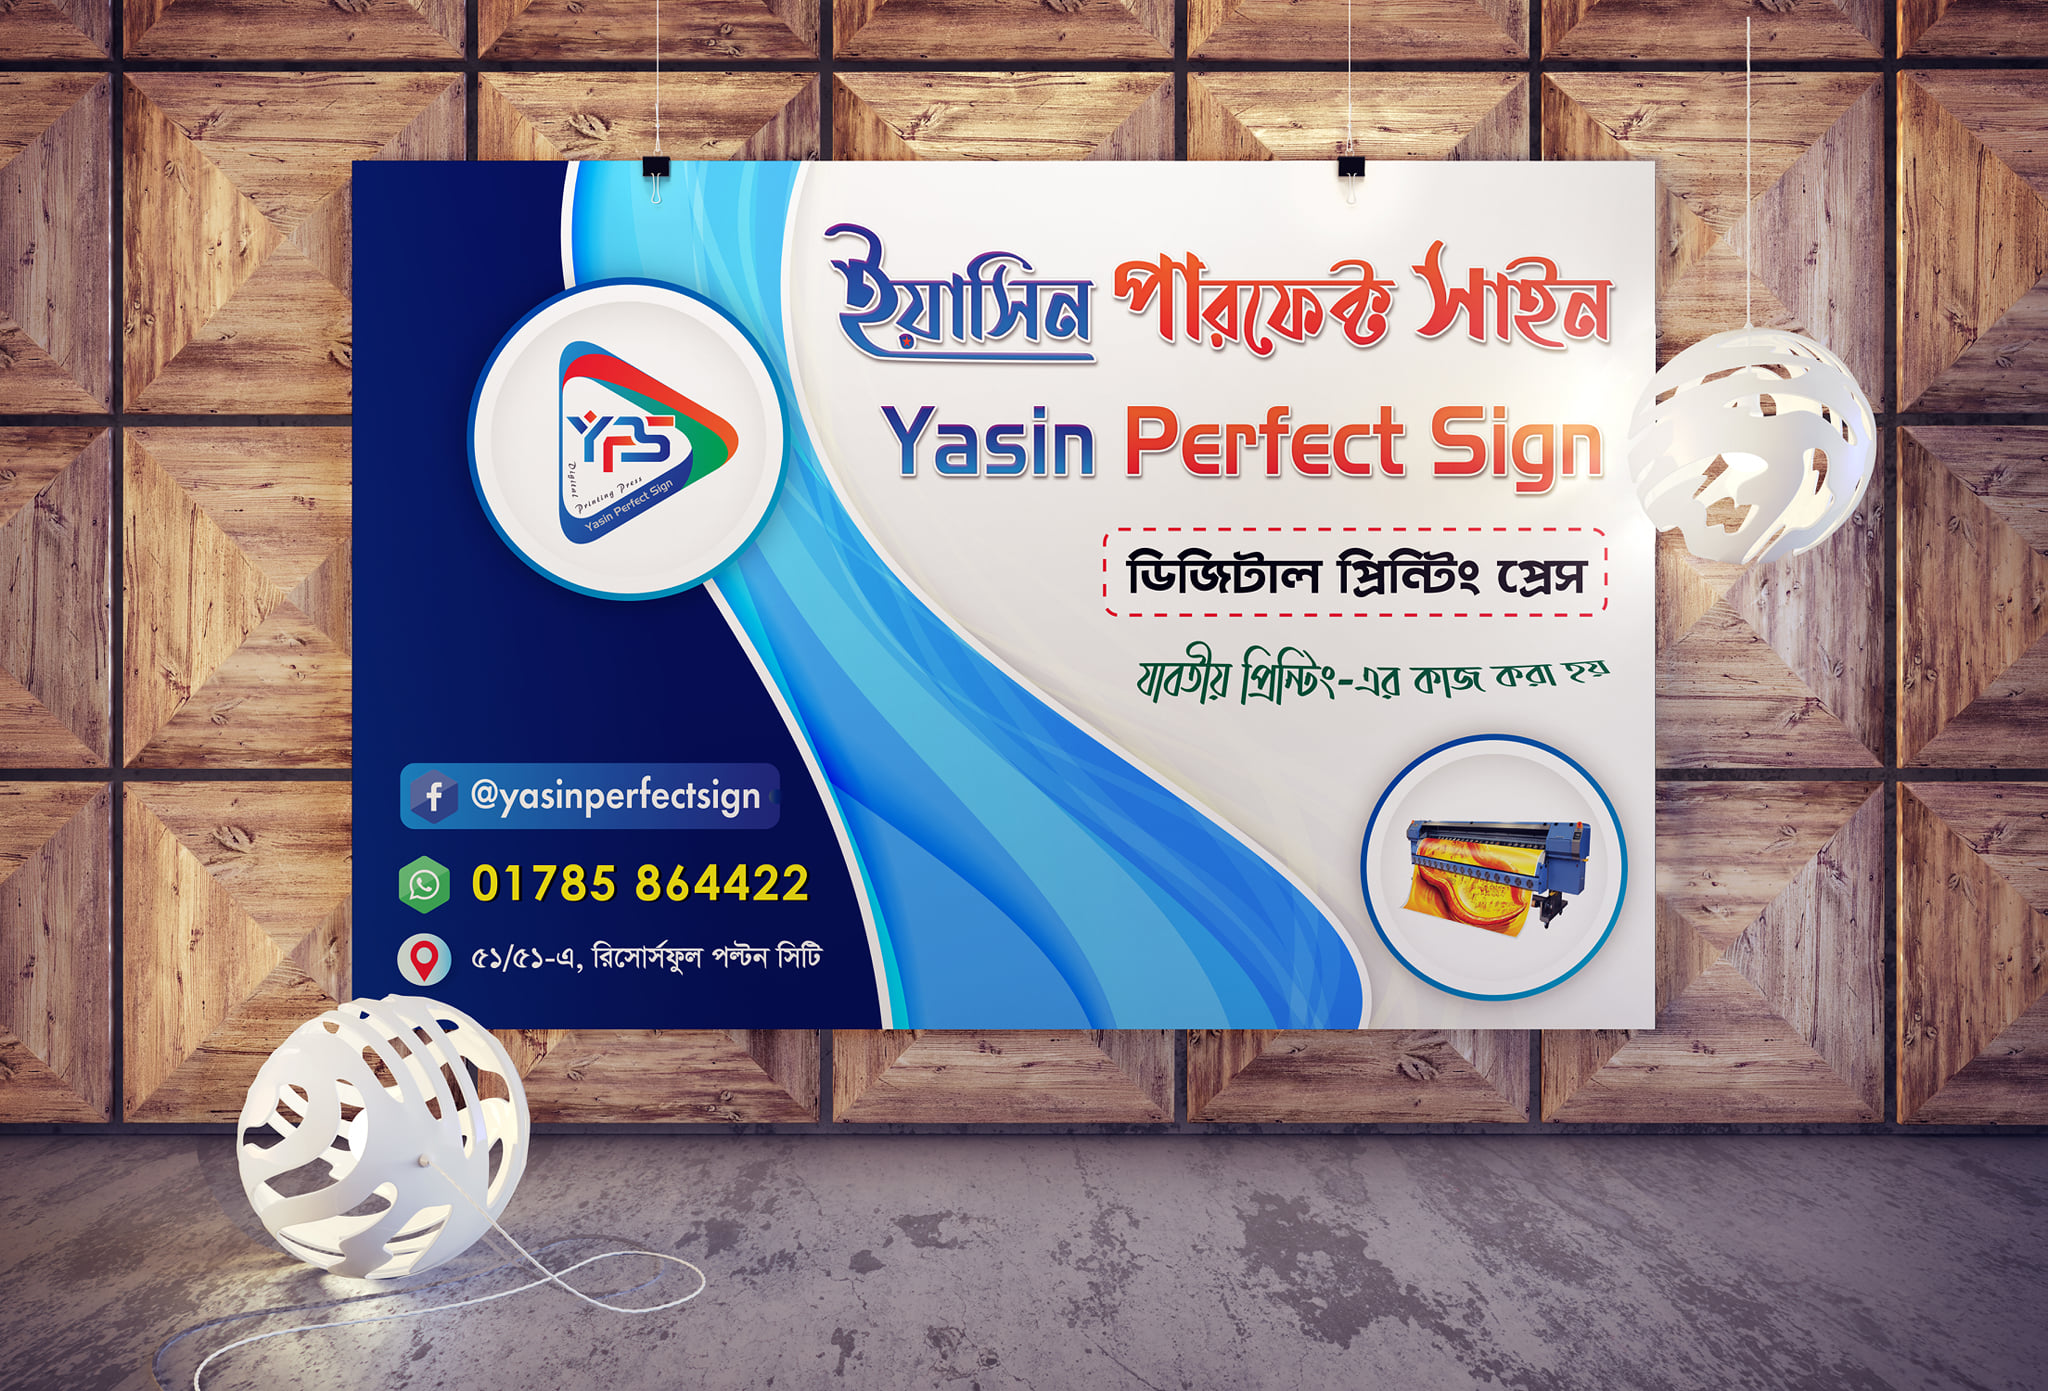 ইয়াসিন পারফেক্ট সাইন
Yasin Perfect Sign
YPS
Digital
Printing Press
Yasin Perfect Sign
ডিজিটাল প্রিন্টিং প্রেস
যাবতীয় প্রিন্টিং-এর কাজ করা হয়
@yasinperfectsign
01785 864422
৫১/৫১-এ, রিসোর্সফুল পল্টন সিটি